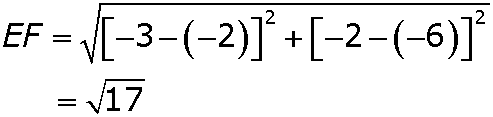 EF = √[−3−(−2)]² + [−2−(−6)]²
= √17